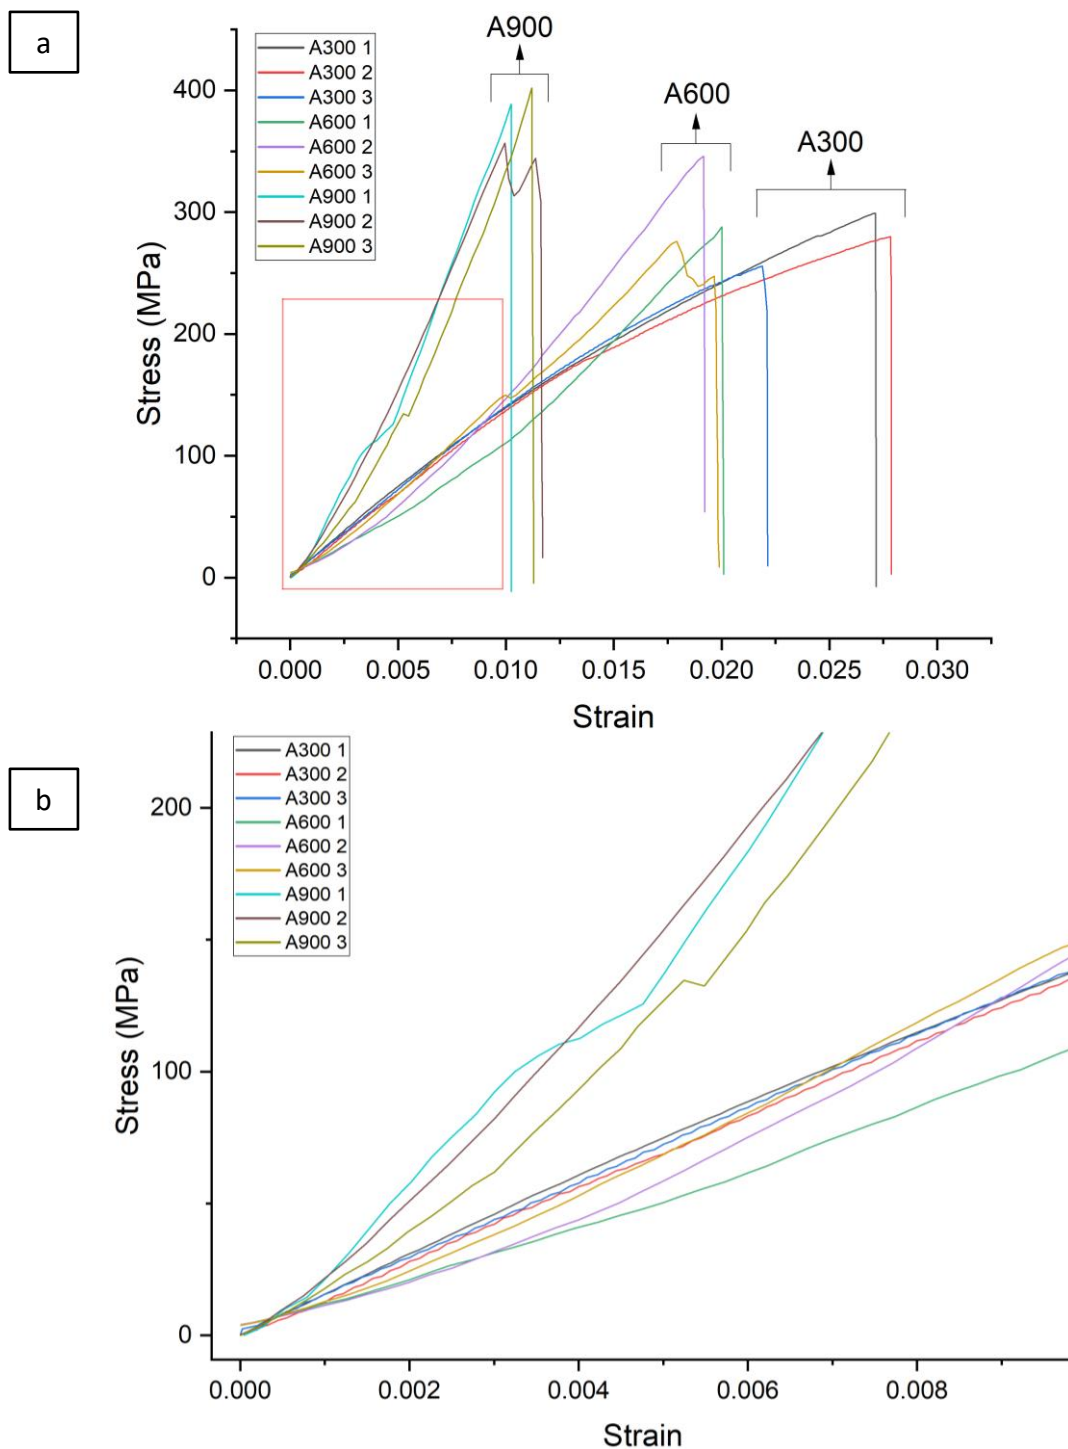 a
A900
A600
A300
A300 1
A300 2
A300 3
A600 1
A600 2
A600 3
A900 1
A900 2
A900 3
400
300
200
100
0
Stress (MPa)
0.000 0.005 0.010 0.015 0.020 0.025 0.030
Strain
b
A300 1
A300 2
A300 3
A600 1
A600 2
A600 3
A900 1
A900 2
A900 3
200
100
0
Stress (MPa)
0.000 0.002 0.004 0.006 0.008
Strain